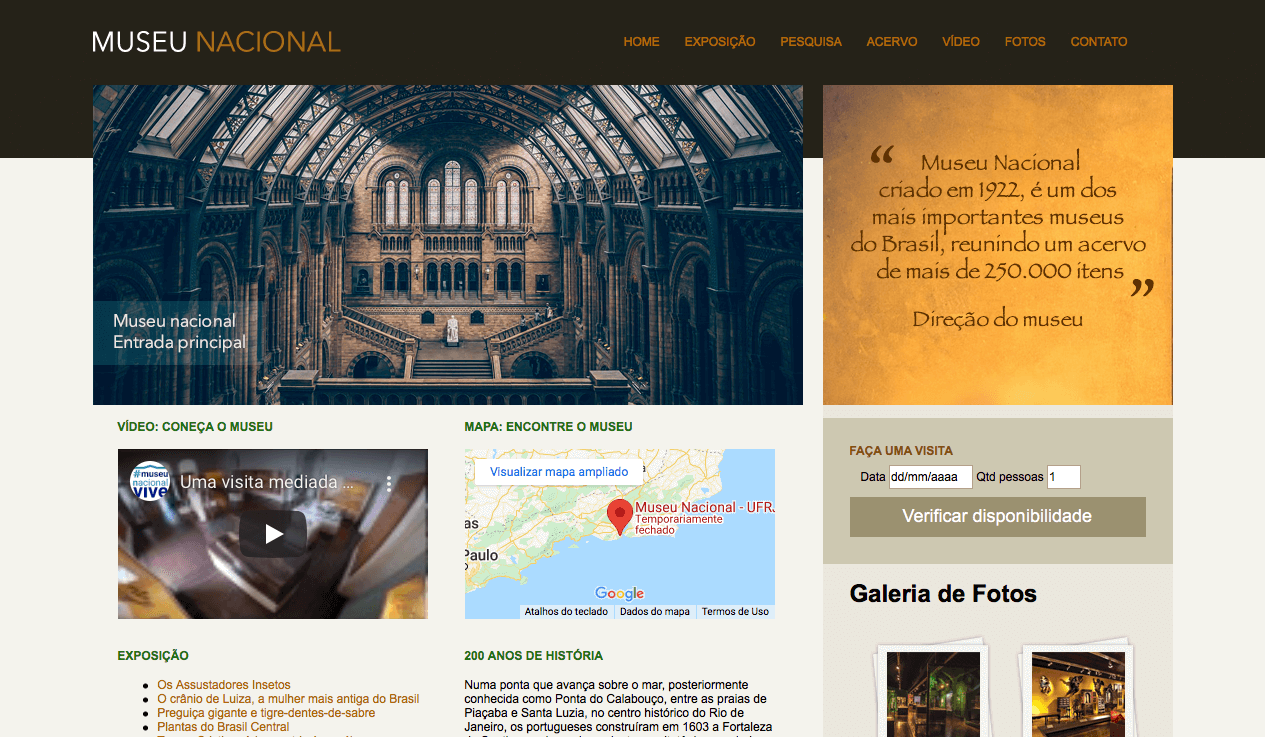 MUSEU NACIONAL
HOME EXPOSIÇÃO PESQUISA ACERVO VÍDEO FOTOS CONTATO
Museu nacional
Entrada principal
“ Museu Nacional
criado em 1922, é um dos
mais importantes museus
do Brasil, reunindo um acervo
de mais de 250.000 itens ”
Direção do museu
VÍDEO: CONEÇA O MUSEU
#museu
nacional
vive
Uma visita mediada ...
MAPA: ENCONTRE O MUSEU
Visualizar mapa ampliado
Museu Nacional - UFRJ
Temporariamente
fechado
as
Paulo
Google
Atalhos do teclado
Dados do mapa
Termos de Uso
FAÇA UMA VISITA
Data dd/mm/aaaa Qtd pessoas 1
Verificar disponibilidade
Galeria de Fotos
EXPOSIÇÃO
Os Assustadores Insetos
O crânio de Luiza, a mulher mais antiga do Brasil
Preguiça gigante e tigre-dentes-de-sabre
Plantas do Brasil Central
200 ANOS DE HISTÓRIA
Numa ponta que avança sobre o mar, posteriormente
conhecida como Ponta do Calabouço, entre as praias de
Piaçaba e Santa Luzia, no centro histórico do Rio de
Janeiro, os portugueses construíram em 1603 a Fortaleza